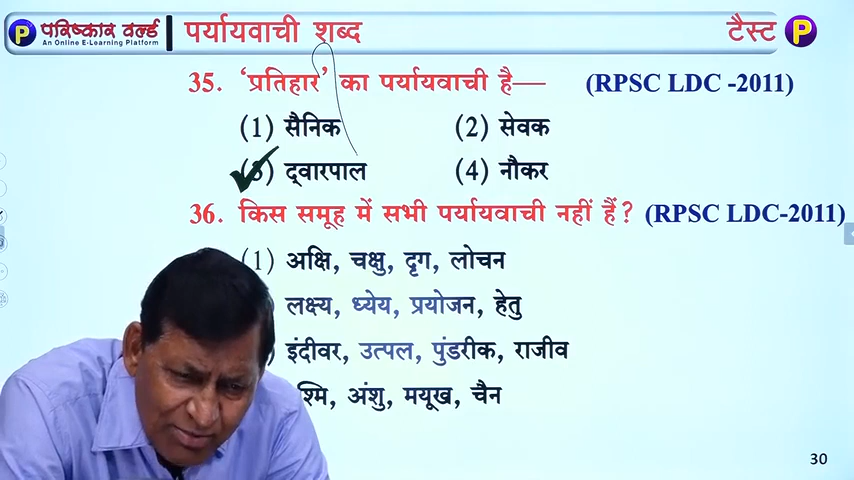 परिष्कार वर्ल्ड
An Online E-Learning Platform
पर्यायवाची शब्द
टैस्ट P
35. ‘प्रतिहार’ का पर्यायवाची है— (RPSC LDC -2011)
(1) सैनिक (2) सेवक
(3) द्वारपाल (4) नौकर
36. किस समूह में सभी पर्यायवाची नहीं हैं? (RPSC LDC-2011)
(1) अक्षि, चक्षु, दृग, लोचन
लक्ष्य, ध्येय, प्रयोजन, हेतु
इंदीवर, उत्पल, पुंडरीक, राजीव
अंशु, मयूख, चैन
30